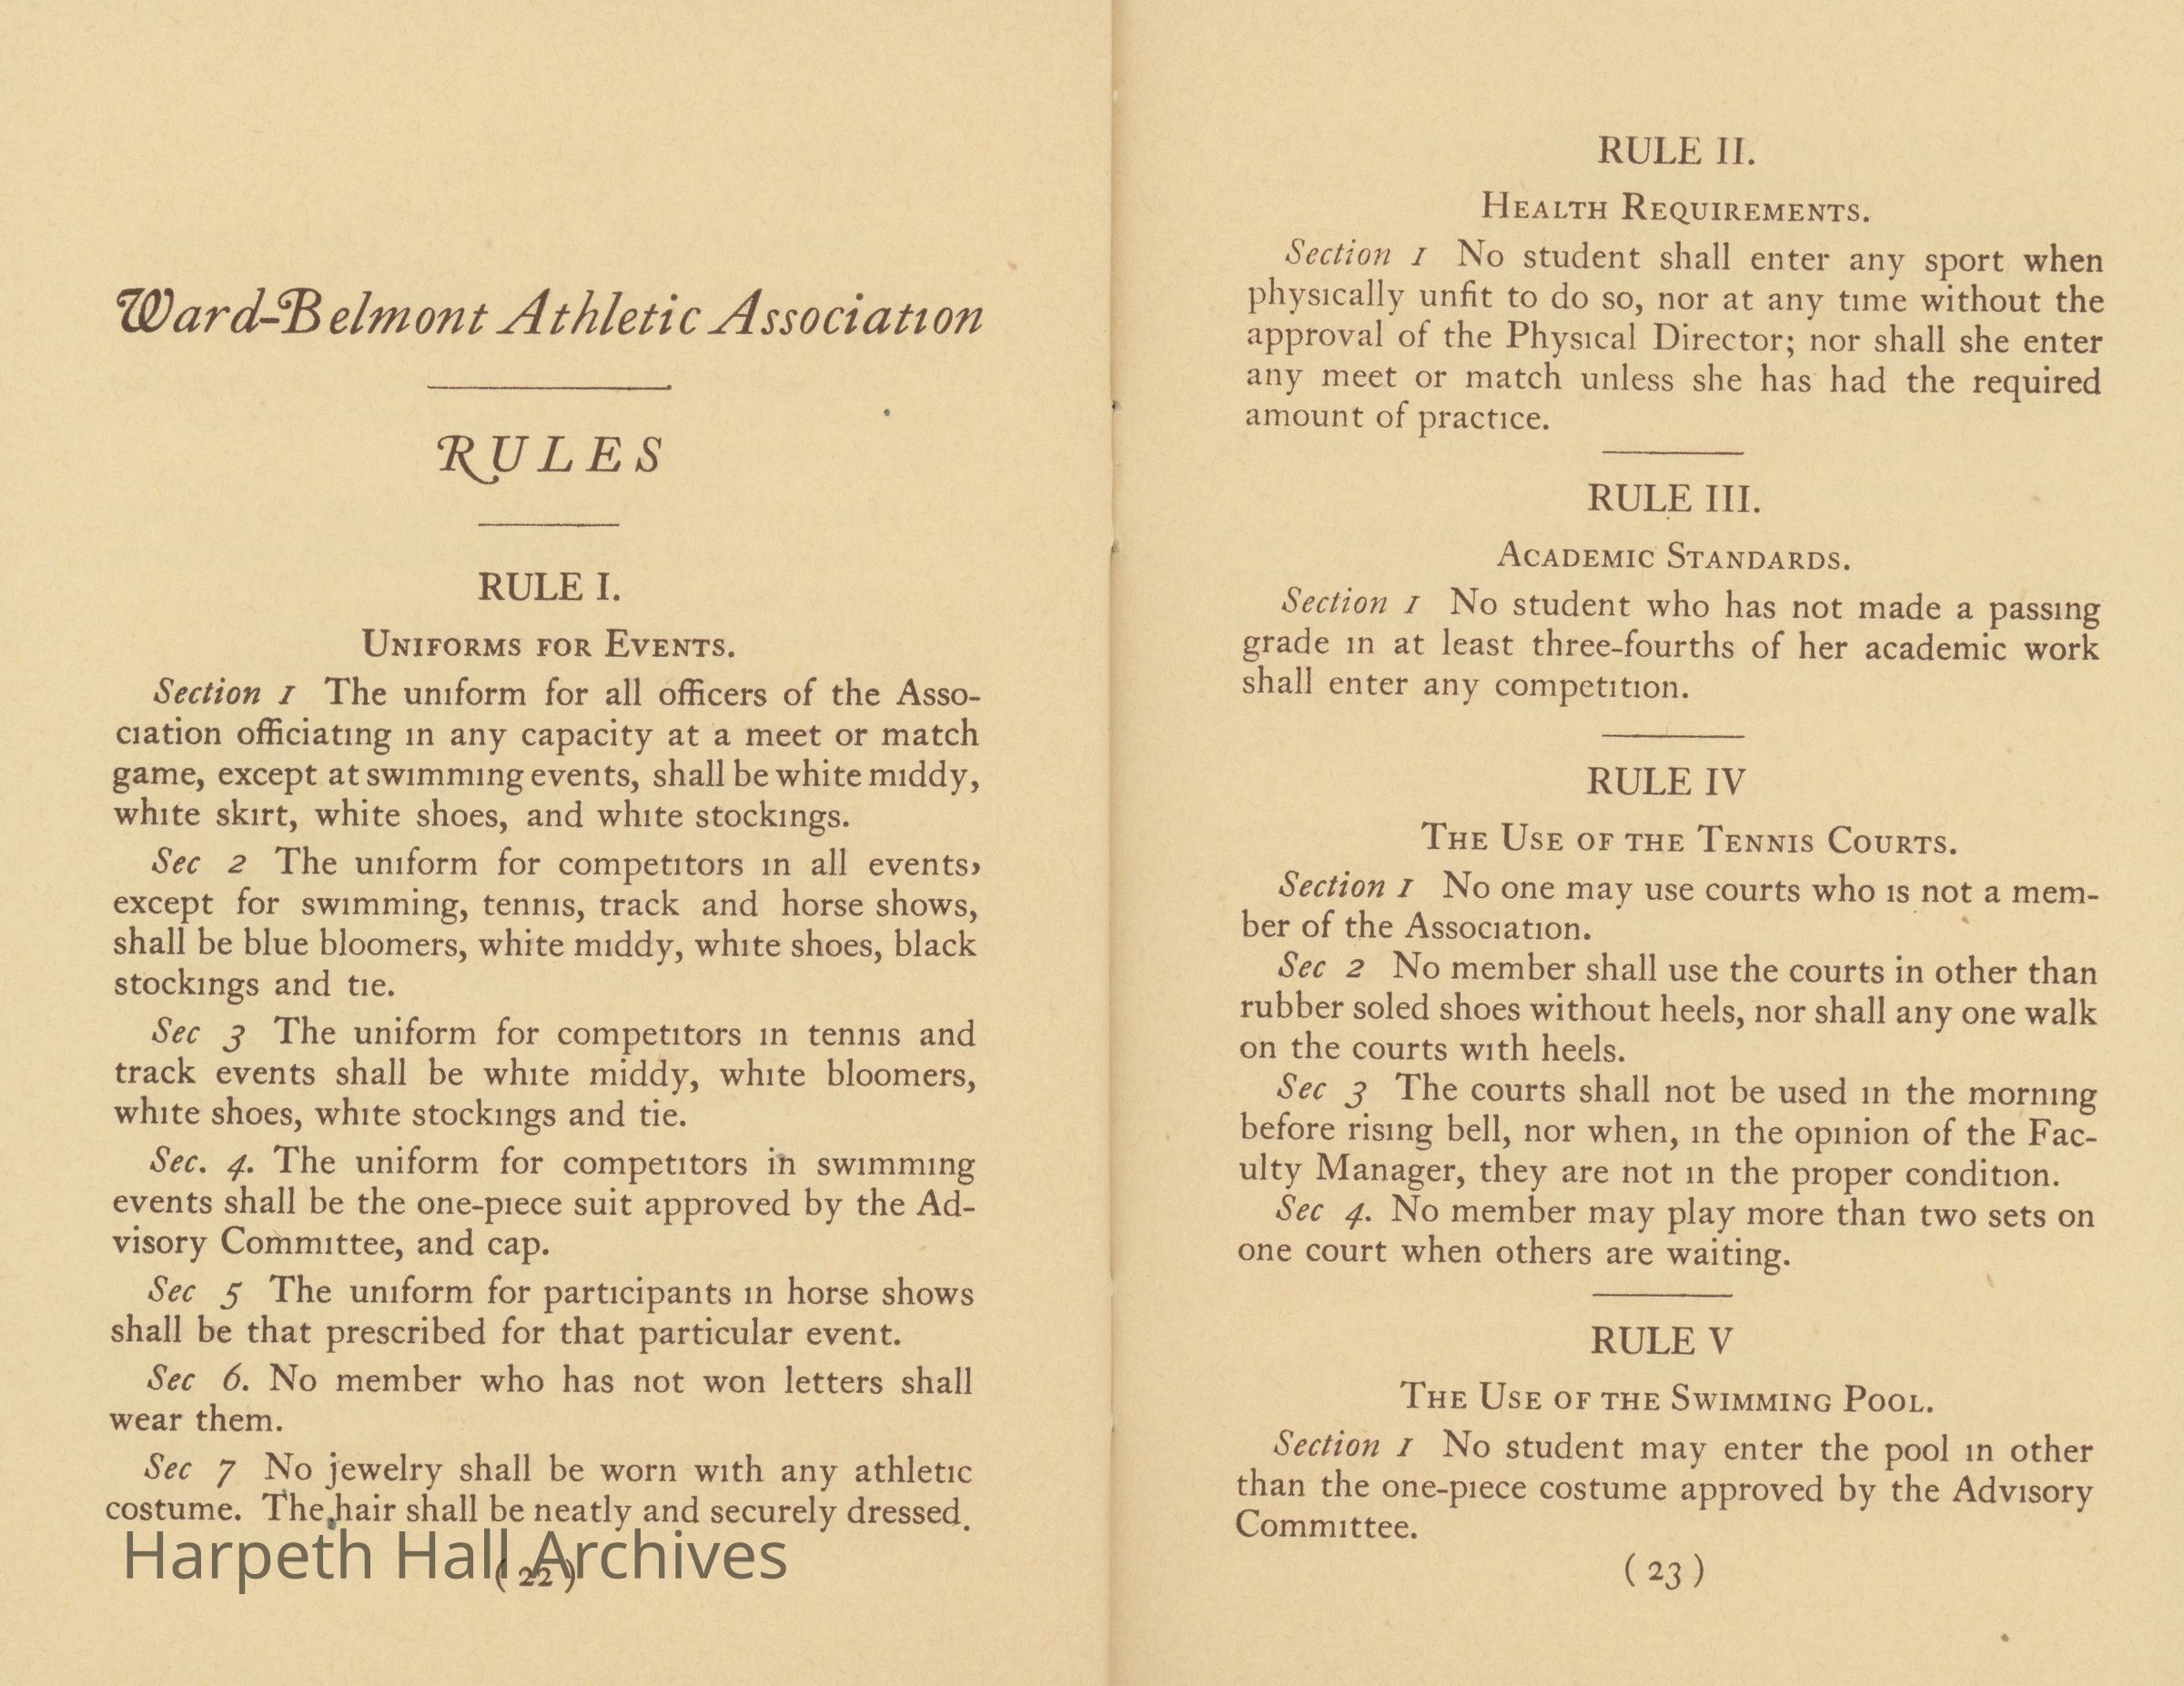 Ward-Belmont Athletic Association
RULES
RULE I.
UNIFORMS FOR EVENTS.
Section 1 The uniform for all officers of the Asso-
ciation officiating in any capacity at a meet or match
game, except at swimming events, shall be white middy,
white skirt, white shoes, and white stockings.
Sec 2 The uniform for competitors in all events,
except for swimming, tennis, track and horse shows,
shall be blue bloomers, white middy, white shoes, black
stockings and tie.
Sec 3 The uniform for competitors in tennis and
track events shall be white middy, white bloomers,
white shoes, white stockings and tie.
Sec. 4. The uniform for competitors in swimming
events shall be the one-piece suit approved by the Ad-
visory Committee, and cap.
Sec 5 The uniform for participants in horse shows
shall be that prescribed for that particular event.
Sec 6. No member who has not won letters shall
wear them.
Sec 7 No jewelry shall be worn with any athletic
costume. The hair shall be neatly and securely dressed.
Harpeth Hall Archives
(22)
RULE II.
HEALTH REQUIREMENTS.
Section 1 No student shall enter any sport when
physically unfit to do so, nor at any time without the
approval of the Physical Director; nor shall she enter
any meet or match unless she has had the required
amount of practice.
RULE III.
ACADEMIC STANDARDS.
Section 1 No student who has not made a passing
grade in at least three-fourths of her academic work
shall enter any competition.
RULE IV
THE USE OF THE TENNIS COURTS.
Section 1 No one may use courts who is not a mem-
ber of the Association.
Sec 2 No member shall use the courts in other than
rubber soled shoes without heels, nor shall any one walk
on the courts with heels.
Sec 3 The courts shall not be used in the morning
before rising bell, nor when, in the opinion of the Fac-
ulty Manager, they are not in the proper condition.
Sec 4. No member may play more than two sets on
one court when others are waiting.
RULE V
THE USE OF THE SWIMMING POOL.
Section 1 No student may enter the pool in other
than the one-piece costume approved by the Advisory
Committee.
(23)